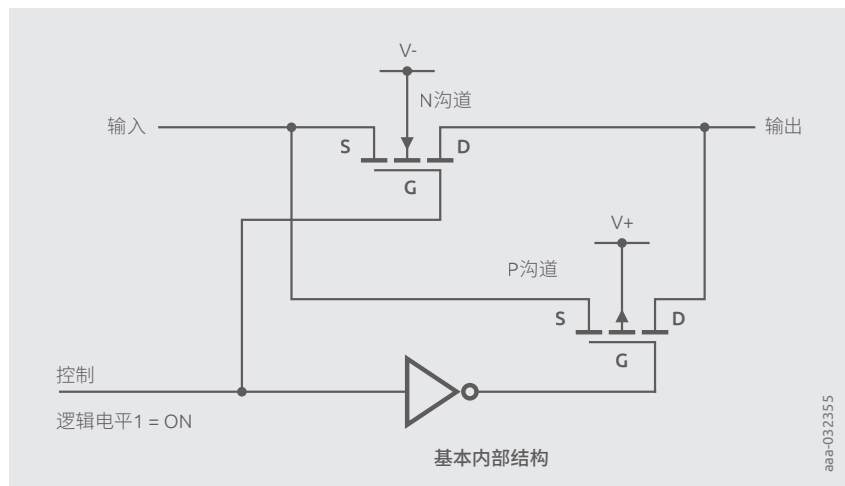 V-
N沟道
输入
输出
S
D
G
V+
P沟道
S
D
G
控制
逻辑电平1 = ON
基本内部结构
aaa-032355